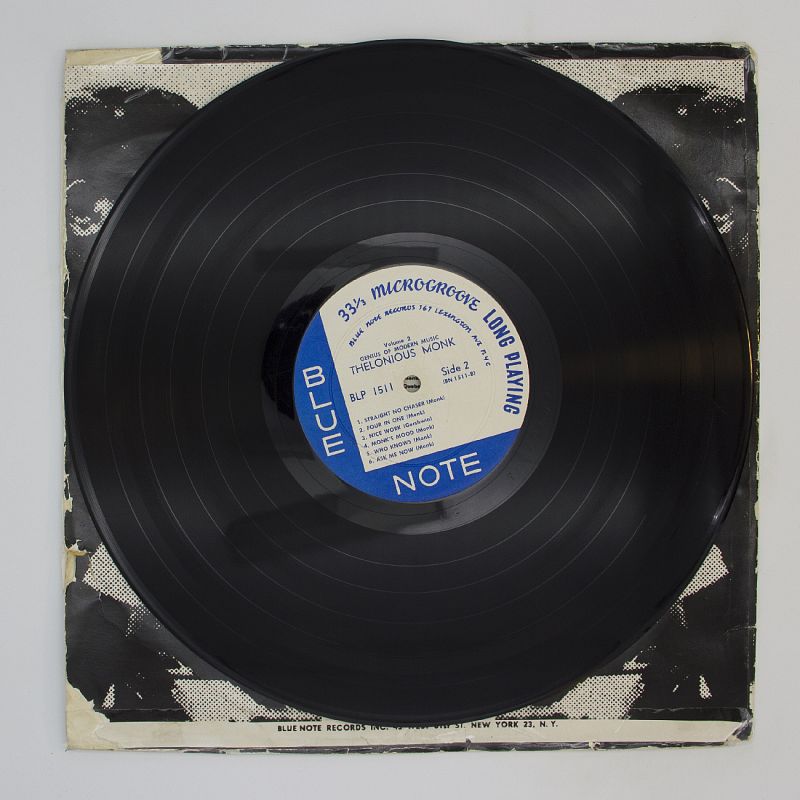 33⅓ MICROGROOVE LONG PLAYING
BLUE NOTE RECORDS 767 LEXINGTON AVE N.Y.C
Volume 2
GENIUS OF MODERN MUSIC
THELONIOUS MONK
BLP 1511
Side 2
(BN 1511-B)
1. STRAIGHT NO CHASER (Monk)
2. FOUR IN ONE (Monk)
3. NICE WORK (Gershwin)
4. MONK'S MOOD (Monk)
5. WHO KNOWS (Monk)
6. ASK ME NOW (Monk)
BLUE
NOTE
BLUE NOTE RECORDS INC. ST. NEW YORK 23, N. Y.